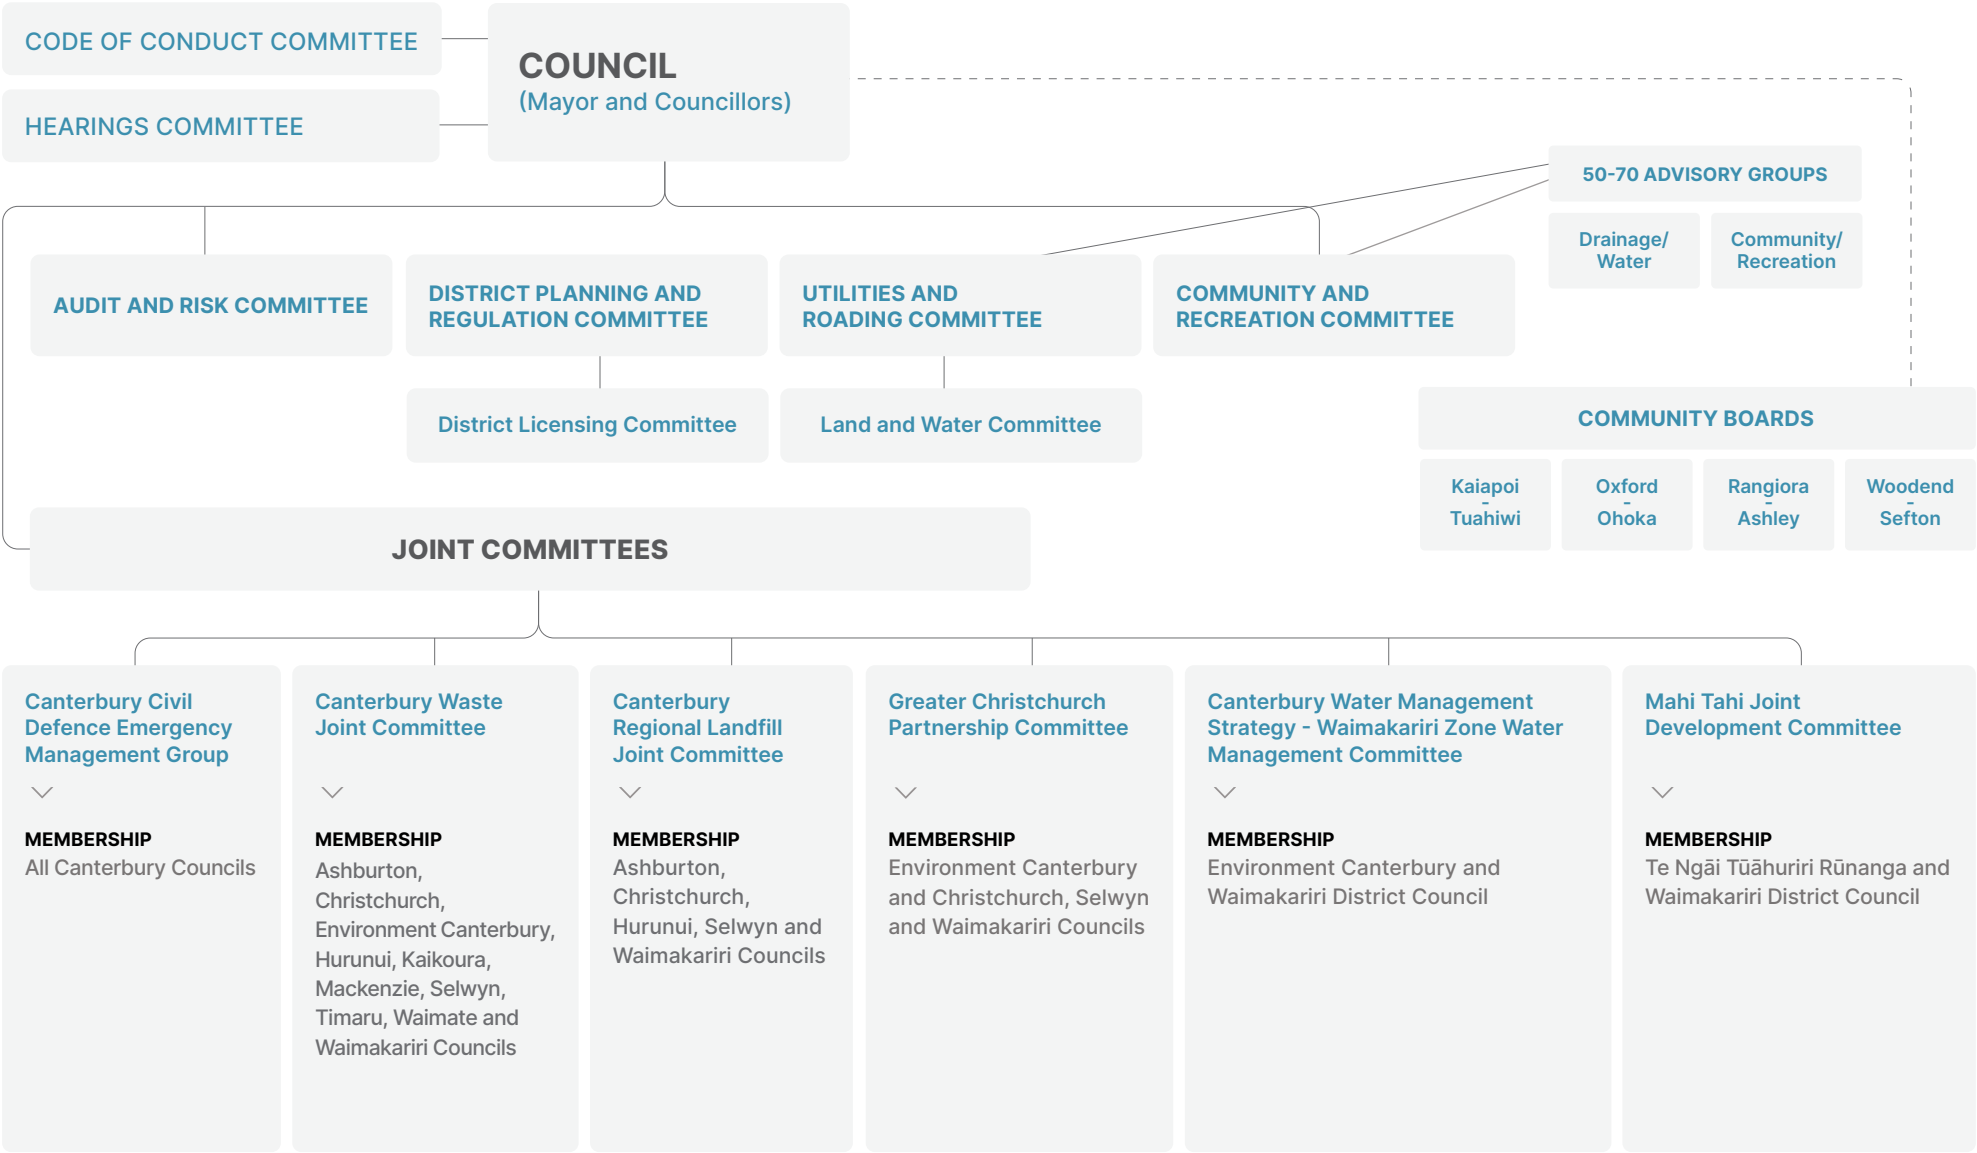 CODE OF CONDUCT COMMITTEE
HEARINGS COMMITTEE
COUNCIL
(Mayor and Councillors)
50-70 ADVISORY GROUPS
Drainage/
Water
Community/
Recreation
AUDIT AND RISK COMMITTEE
DISTRICT PLANNING AND
REGULATION COMMITTEE
UTILITIES AND
ROADING COMMITTEE
COMMUNITY AND
RECREATION COMMITTEE
District Licensing Committee
Land and Water Committee
COMMUNITY BOARDS
Kaiapoi
-
Tuahiwi
Oxford
-
Ohoka
Rangiora
-
Ashley
Woodend
-
Sefton
JOINT COMMITTEES
Canterbury Civil
Defence Emergency
Management Group
MEMBERSHIP
All Canterbury Councils
Canterbury Waste
Joint Committee
MEMBERSHIP
Ashburton,
Christchurch,
Environment Canterbury,
Hurunui, Kaikoura,
Mackenzie, Selwyn,
Timaru, Waimate and
Waimakariri Councils
Canterbury
Regional Landfill
Joint Committee
MEMBERSHIP
Ashburton,
Christchurch,
Hurunui, Selwyn and
Waimakariri Councils
Greater Christchurch
Partnership Committee
MEMBERSHIP
Environment Canterbury
and Christchurch, Selwyn
and Waimakariri Councils
Canterbury Water Management
Strategy - Waimakariri Zone Water
Management Committee
MEMBERSHIP
Environment Canterbury and
Waimakariri District Council
Mahi Tahi Joint
Development Committee
MEMBERSHIP
Te Ngāi Tūāhuriri Rūnanga and
Waimakariri District Council